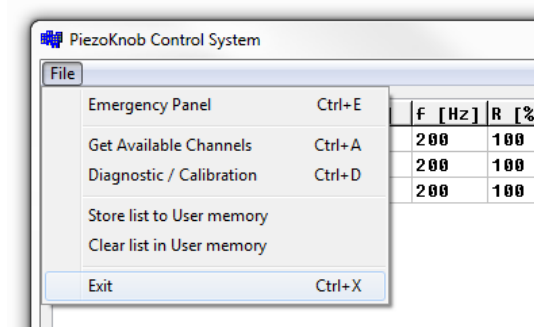 PiezoKnob Control System
File
Emergency Panel Ctrl+E
f [Hz] R [%
Get Available Channels Ctrl+A
200 100
Diagnostic / Calibration Ctrl+D
200 100
200 100
Store list to User memory
Clear list in User memory
Exit Ctrl+X